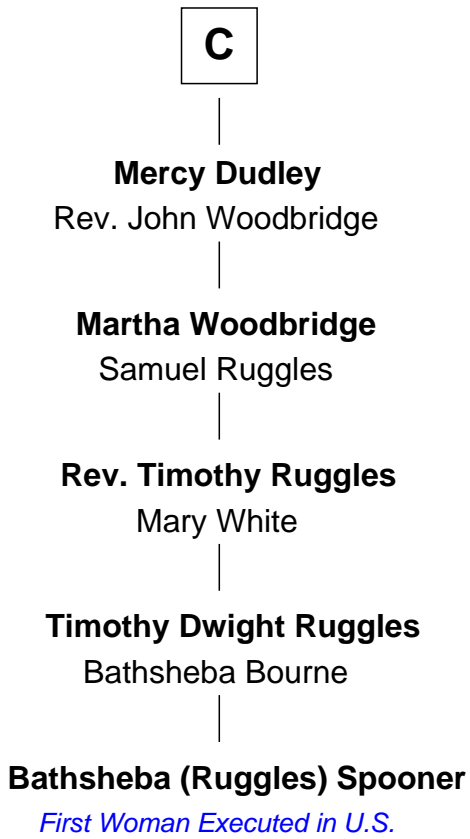 C
Mercy Dudley
Rev. John Woodbridge
Martha Woodbridge
Samuel Ruggles
Rev. Timothy Ruggles
Mary White
Timothy Dwight Ruggles
Bathsheba Bourne
Bathsheba (Ruggles) Spooner
First Woman Executed in U.S.